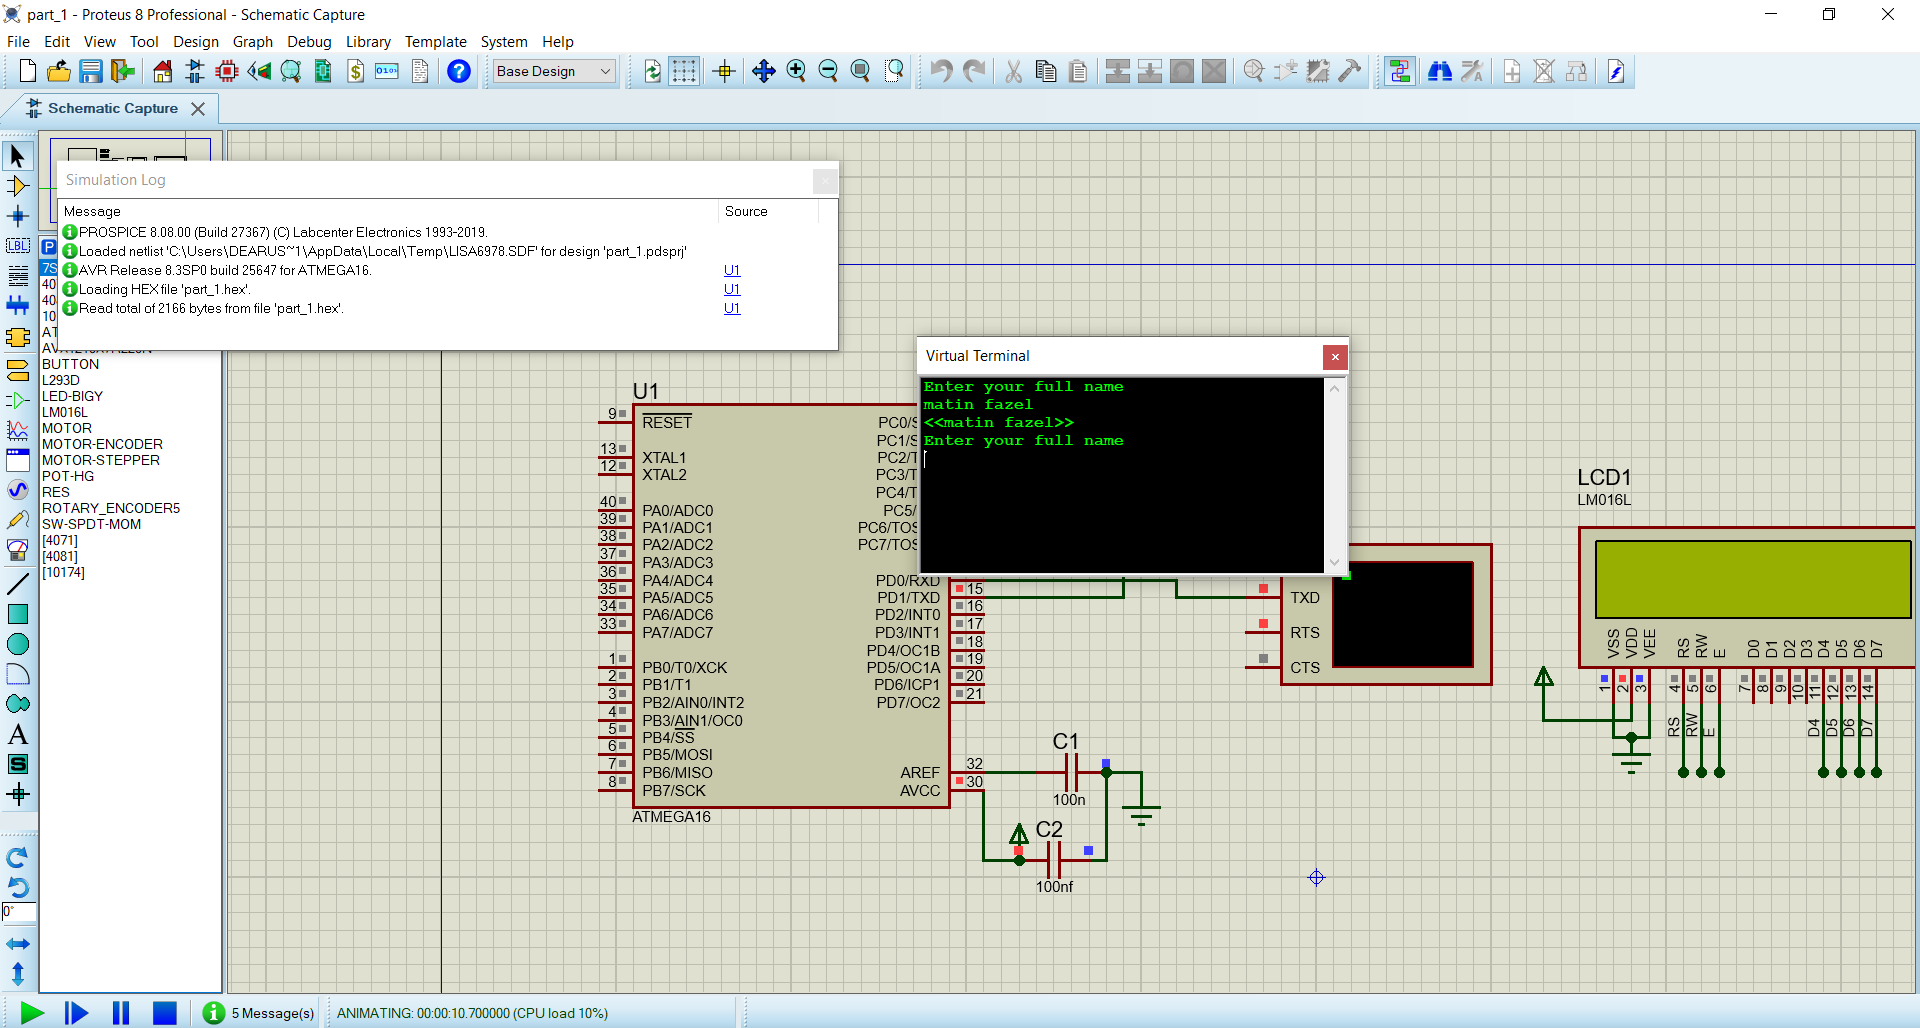 part_1 - Proteus 8 Professional - Schematic Capture
File Edit View Tool Design Graph Debug Library Template System Help
Base Design
Schematic Capture
Simulation Log
Message Source
PROSPICE 8.08.00 (Build 27367) (C) Labcenter Electronics 1993-2019.
Loaded netlist 'C:\Users\DEARUS~1\AppData\Local\Temp\LISA6978.SDF' for design 'part_1.pdsprj'
AVR Release 8.3SP0 build 25647 for ATMEGA16. U1
Loading HEX file 'part_1.hex'. U1
Read total of 2166 bytes from file 'part_1.hex'. U1
LBL
P
7S
40
40
10
AT
BUTTON
L293D
LED-BIGY
LM016L
MOTOR
MOTOR-ENCODER
MOTOR-STEPPER
POT-HG
RES
ROTARY_ENCODER5
SW-SPDT-MOM
[4071]
[4081]
[10174]
A
S
0°
Virtual Terminal
Enter your full name
matin fazel
<<matin fazel>>
Enter your full name
U1
9 RESET
13 XTAL1
12 XTAL2
40 PA0/ADC0
39 PA1/ADC1
38 PA2/ADC2
37 PA3/ADC3
36 PA4/ADC4
35 PA5/ADC5
34 PA6/ADC6
33 PA7/ADC7
1 PB0/T0/XCK
2 PB1/T1
3 PB2/AIN0/INT2
4 PB3/AIN1/OC0
5 PB4/SS
6 PB5/MOSI
7 PB6/MISO
8 PB7/SCK
PC0/S
PC1/S
PC2/T
PC3/T
PC4/T
PC5/
PC6/TOS
PC7/TOS
PD0/RXD
PD1/TXD 15
PD2/INT0 16
PD3/INT1 17
PD4/OC1B 18
PD5/OC1A 19
PD6/ICP1 20
PD7/OC2 21
AREF 32
AVCC 30
ATMEGA16
C1
100n
C2
100nf
TXD
RTS
CTS
LCD1
LM016L
VSS VDD VEE RS RW E D0 D1 D2 D3 D4 D5 D6 D7
1 2 3 4 5 6 7 8 9 10 11 12 13 14
RS RW E D4 D5 D6 D7
5 Message(s) ANIMATING: 00:00:10.700000 (CPU load 10%)